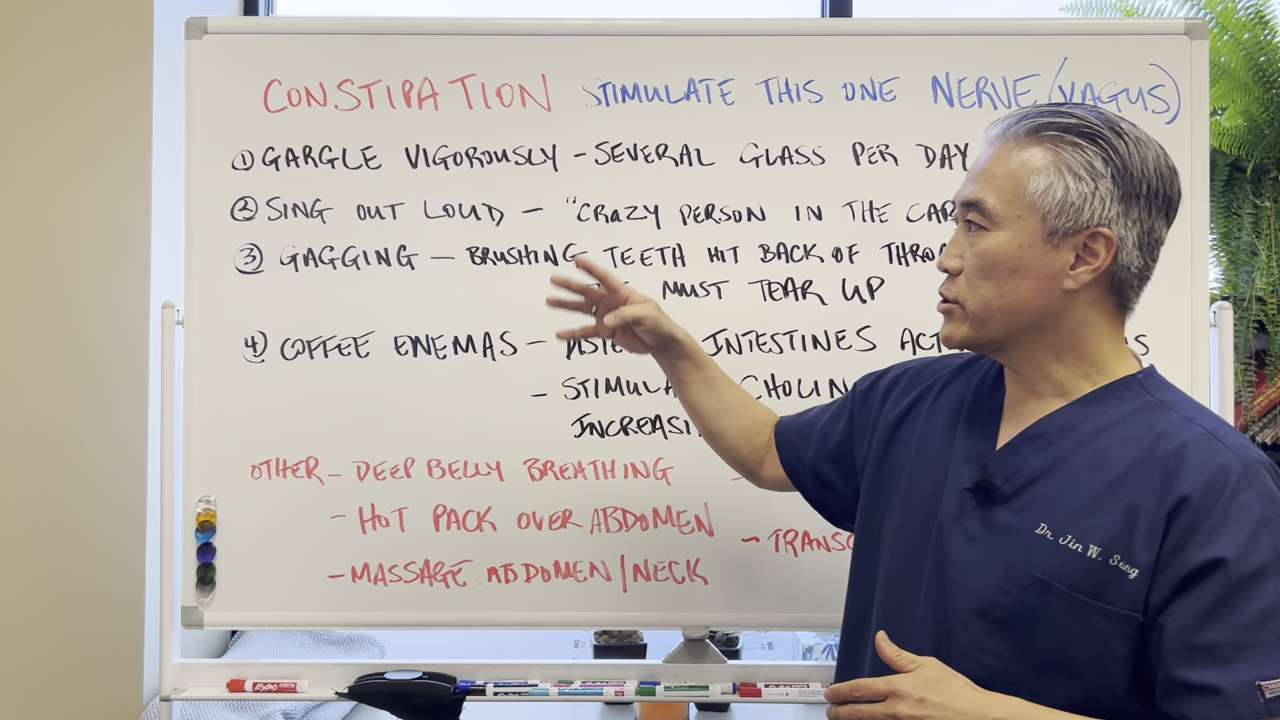 CONSTIPATION STIMULATE THIS ONE NERVE (VAGUS)
① GARGLE VIGOROUSLY - SEVERAL GLASS PER DAY
② SING OUT LOUD - "CRAZY PERSON IN THE CAR
③ GAGGING - BRUSHING TEETH HIT BACK OF
MUST TEAR UP
④ COFFEE ENEMAS - INTESTINES
-
OTHER - DEEP BELLY BREATHING -
- HOT PACK OVER ABDOMEN
-
- MASSAGE ABDOMEN/NECK
Dr. Jin W. Sung
EXPO